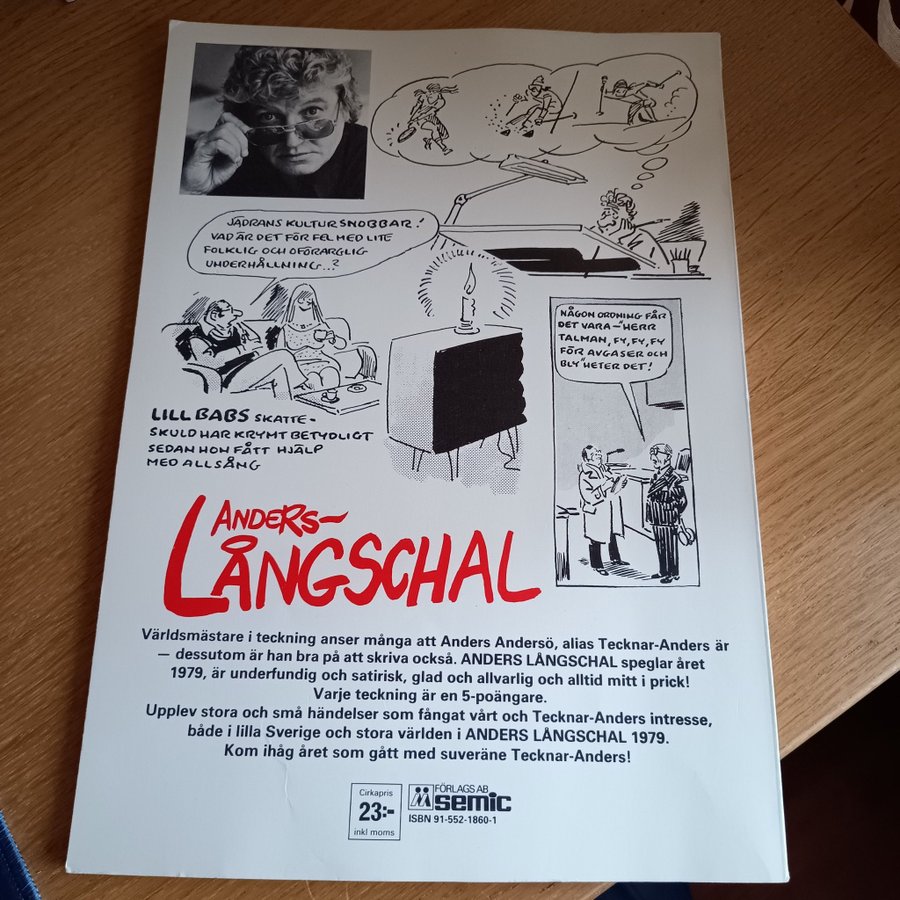 JÄDRANS KULTURSNOBBAR!
VAD ÄR DET FÖR FEL MED LITE
FOLKLIG OCH OFÖRARGLIG
UNDERHÅLLNING..?
NÅGON ORDNING FÅR
DET VARA – "HERR
TALMAN, FY, FY, FY
FÖR AVGASER OCH
BLY" HETER DET!
LILL BABS SKATTE-
SKULD HAR KRYMT BETYDLIGT
SEDAN HON FÅTT HJÄLP
MED ALLSÅNG
ANDERS-
LÅNGSCHAL
Världsmästare i teckning anser många att Anders Andersö, alias Tecknar-Anders är
— dessutom är han bra på att skriva också. ANDERS LÅNGSCHAL speglar året
1979, är underfundig och satirisk, glad och allvarlig och alltid mitt i prick!
Varje teckning är en 5-poängare.
Upplev stora och små händelser som fångat vårt och Tecknar-Anders intresse,
både i lilla Sverige och stora världen i ANDERS LÅNGSCHAL 1979.
Kom ihåg året som gått med suveräne Tecknar-Anders!
Cirkapris
23:-
inkl moms
FÖRLAGS AB
semic
ISBN 91-552-1860-1